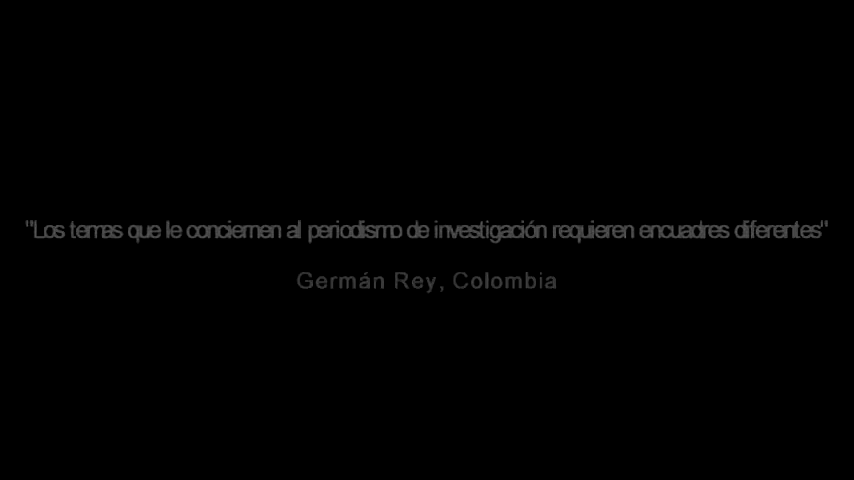 "Los temas que le conciernen al periodismo de investigación requieren encuadres diferentes"
Germán Rey, Colombia